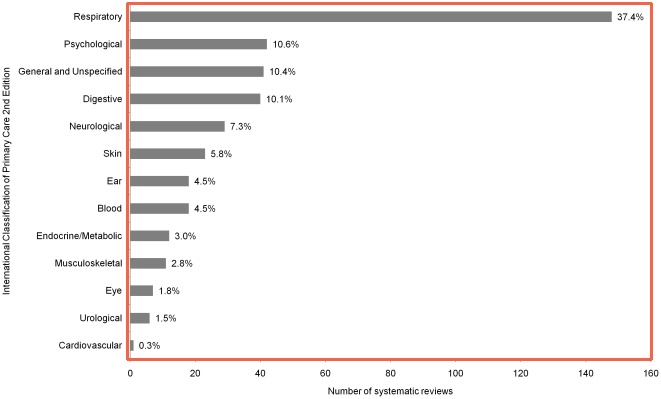 International Classification of Primary Care 2nd Edition
Respiratory 37.4%
Psychological 10.6%
General and Unspecified 10.4%
Digestive 10.1%
Neurological 7.3%
Skin 5.8%
Ear 4.5%
Blood 4.5%
Endocrine/Metabolic 3.0%
Musculoskeletal 2.8%
Eye 1.8%
Urological 1.5%
Cardiovascular 0.3%
0 20 40 60 80 100 120 140 160
Number of systematic reviews